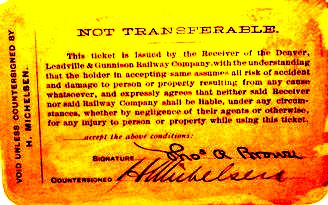 NOT TRANSFERABLE.
This ticket is issued by the Receiver of the Denver,
Leadville & Gunnison Railway Company, with the understanding
that the holder in accepting same assumes all risk of accident
and damage to person or property resulting from any cause
whatsoever, and expressly agrees that neither said Receiver
nor said Railway Company shall be liable, under any circum-
stances, whether by negligence of their agents or otherwise,
for any injury to person or property while using this ticket.
accept the above conditions:
SIGNATURE Jno. A Brown
COUNTERSIGNED H Michelsen
VOID UNLESS COUNTERSIGNED BY
H. MICHELSEN.